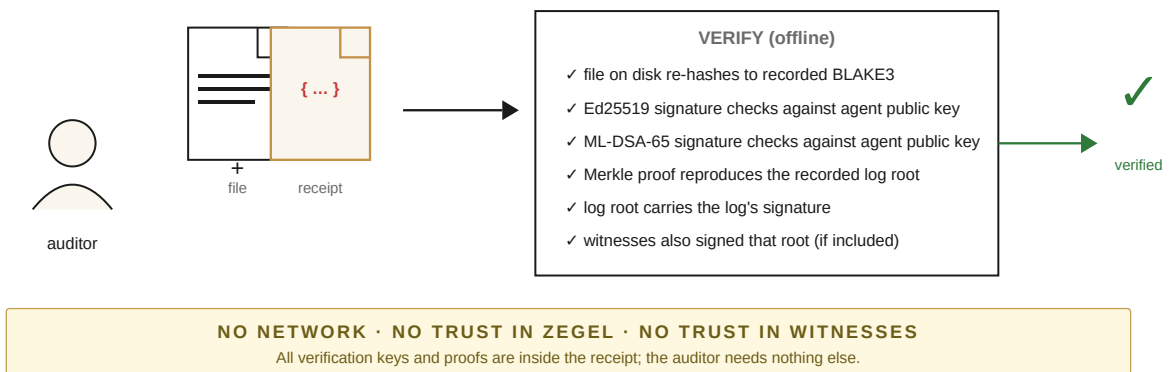 { ... }
+
file
receipt
auditor
VERIFY (offline)
✓ file on disk re-hashes to recorded BLAKE3
✓ Ed25519 signature checks against agent public key
✓ ML-DSA-65 signature checks against agent public key
✓ Merkle proof reproduces the recorded log root
✓ log root carries the log's signature
✓ witnesses also signed that root (if included)
✓
verified
NO NETWORK · NO TRUST IN ZEGEL · NO TRUST IN WITNESSES
All verification keys and proofs are inside the receipt; the auditor needs nothing else.